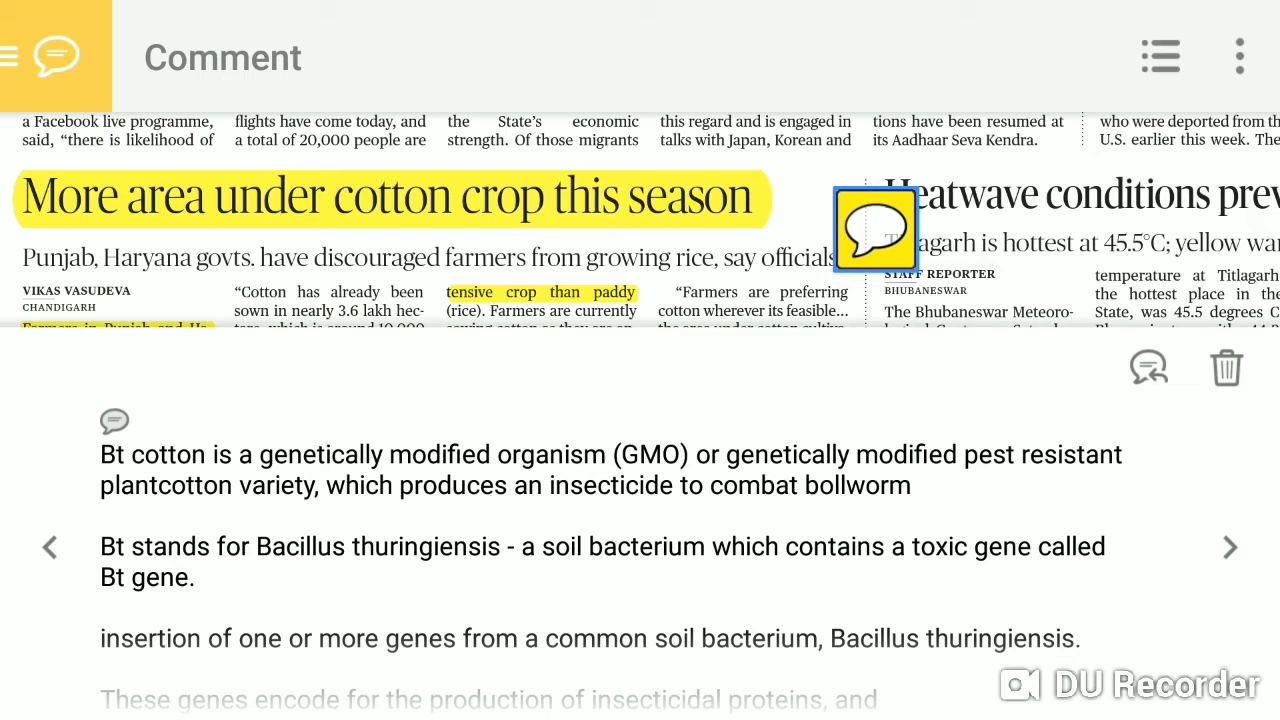 Comment
a Facebook live programme,
said, “there is likelihood of
flights have come today, and
a total of 20,000 people are
the State’s economic
strength. Of those migrants
this regard and is engaged in
talks with Japan, Korean and
tions have been resumed at
its Aadhaar Seva Kendra.
who were deported from th
U.S. earlier this week. The
More area under cotton crop this season
Punjab, Haryana govts. have discouraged farmers from growing rice, say officials
VIKAS VASUDEVA
CHANDIGARH
Farmers in Punjab and Ha-
“Cotton has already been
sown in nearly 3.6 lakh hec-
tensive crop than paddy
(rice). Farmers are currently
“Farmers are preferring
cotton wherever its feasible...
Heatwave conditions prev
lagarh is hottest at 45.5°C; yellow wa
STAFF REPORTER
BHUBANESWAR
The Bhubaneswar Meteoro-
temperature at Titlagarh
the hottest place in the
State, was 45.5 degrees C
Bt cotton is a genetically modified organism (GMO) or genetically modified pest resistant
plantcotton variety, which produces an insecticide to combat bollworm
Bt stands for Bacillus thuringiensis - a soil bacterium which contains a toxic gene called
Bt gene.
insertion of one or more genes from a common soil bacterium, Bacillus thuringiensis.
These genes encode for the production of insecticidal proteins, and
DU Recorder